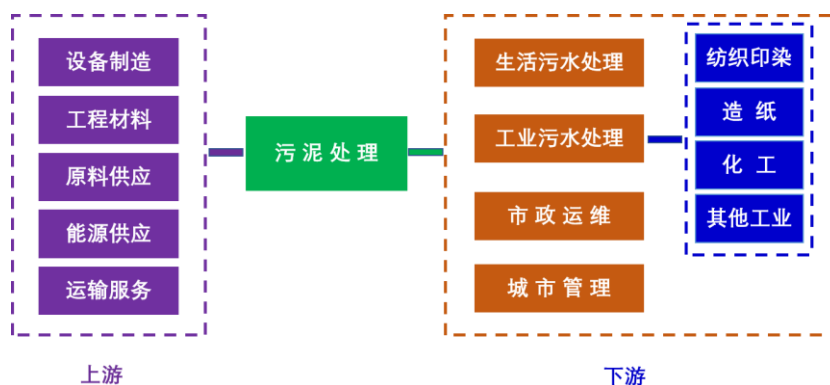 设备制造
工程材料
原料供应
能源供应
运输服务
上游
污泥处理
生活污水处理
工业污水处理
市政运维
城市管理
纺织印染
造纸
化工
其他工业
下游